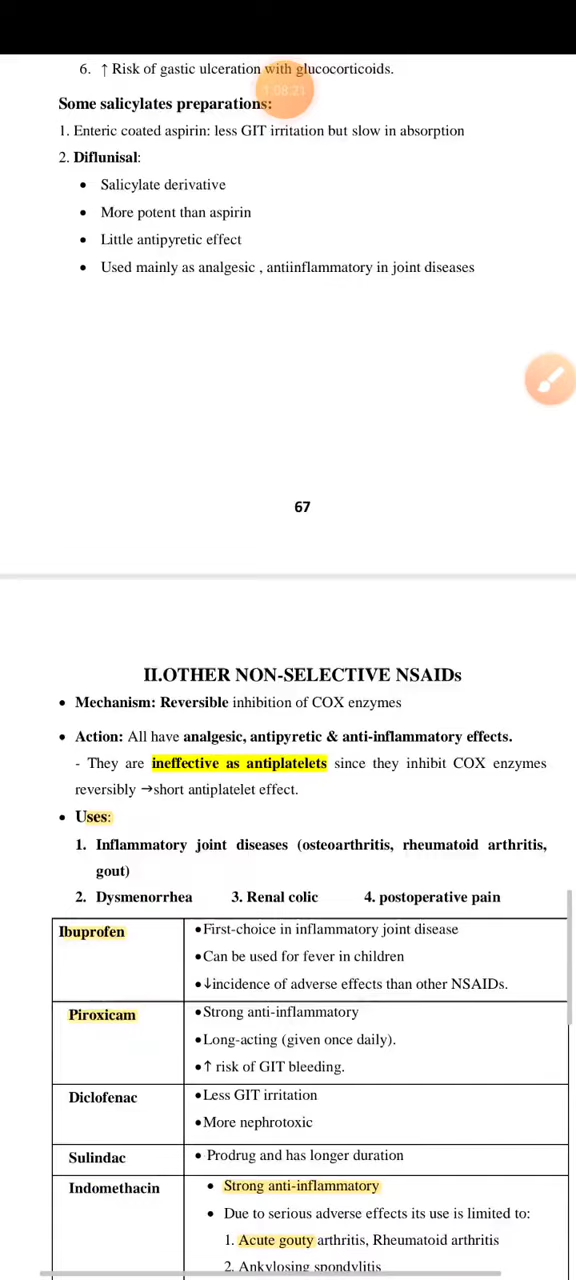 6. ↑ Risk of gastic ulceration with glucocorticoids.
1:08:21
Some salicylates preparations:
1. Enteric coated aspirin: less GIT irritation but slow in absorption
2. Diflunisal:
• Salicylate derivative
• More potent than aspirin
• Little antipyretic effect
• Used mainly as analgesic , antiinflammatory in joint diseases
67
II.OTHER NON-SELECTIVE NSAIDs
• Mechanism: Reversible inhibition of COX enzymes
• Action: All have analgesic, antipyretic & anti-inflammatory effects.
- They are ineffective as antiplatelets since they inhibit COX enzymes
reversibly →short antiplatelet effect.
• Uses:
1. Inflammatory joint diseases (osteoarthritis, rheumatoid arthritis,
gout)
2. Dysmenorrhea 3. Renal colic 4. postoperative pain
Ibuprofen
•First-choice in inflammatory joint disease
•Can be used for fever in children
•↓incidence of adverse effects than other NSAIDs.
Piroxicam
•Strong anti-inflammatory
•Long-acting (given once daily).
•↑ risk of GIT bleeding.
Diclofenac
•Less GIT irritation
•More nephrotoxic
Sulindac
• Prodrug and has longer duration
Indomethacin
• Strong anti-inflammatory
• Due to serious adverse effects its use is limited to:
1. Acute gouty arthritis, Rheumatoid arthritis
2. Ankylosing spondylitis